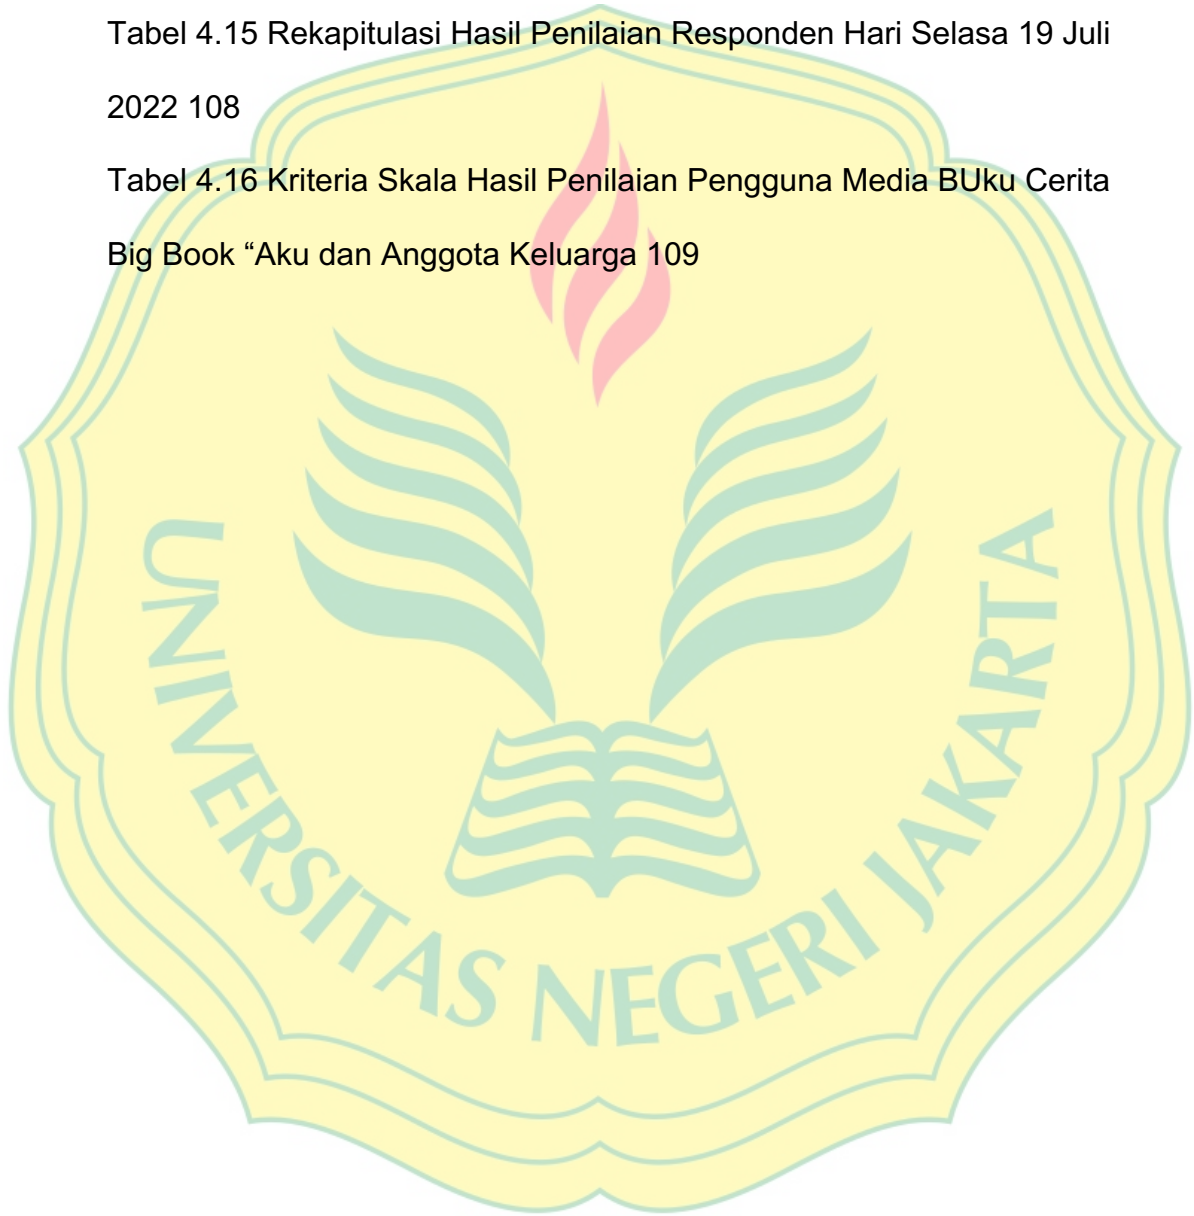 Tabel 4.15 Rekapitulasi Hasil Penilaian Responden Hari Selasa 19 Juli
2022 108
Tabel 4.16 Kriteria Skala Hasil Penilaian Pengguna Media BUku Cerita
Big Book “Aku dan Anggota Keluarga 109
UNIVERSITAS NEGERI JAKARTA